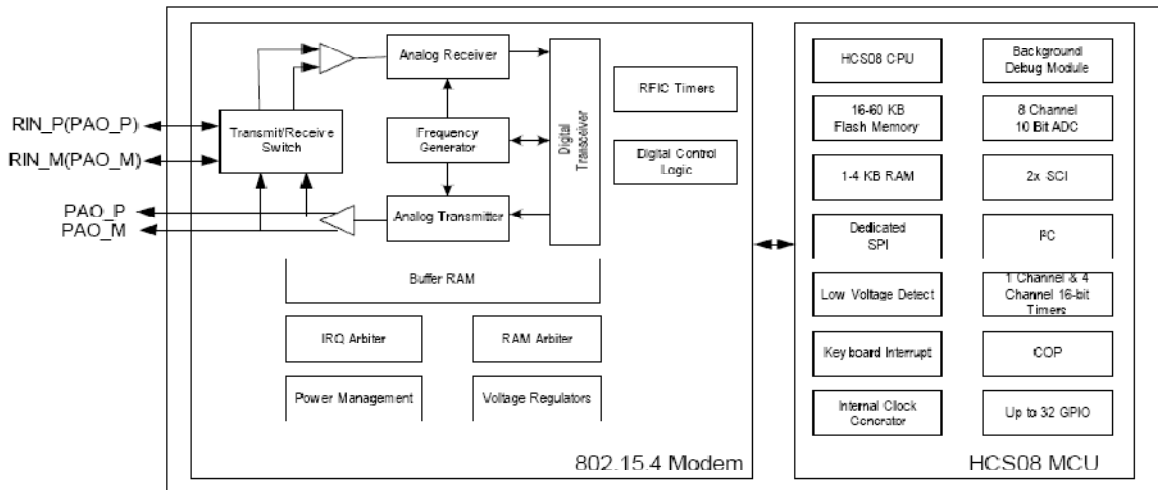 RIN_P(PAO_P)
RIN_M(PAO_M)
PAO_P
PAO_M
Transmit/Receive
Switch
Analog Receiver
Frequency
Generator
Analog Transmitter
Digital
Transceiver
RFIC Timers
Digital Control
Logic
Buffer RAM
IRQ Arbiter
RAM Arbiter
Power Management
Voltage Regulators
802.15.4 Modem
HCS08 CPU
Background
Debug Module
16-60 KB
Flash Memory
8 Channel
10 Bit ADC
1-4 KB RAM
2x SCI
Dedicated
SPI
I²C
Low Voltage Detect
1 Channel & 4
Channel 16-bit
Timers
Keyboard Interrupt
COP
Internal Clock
Generator
Up to 32 GPIO
HCS08 MCU